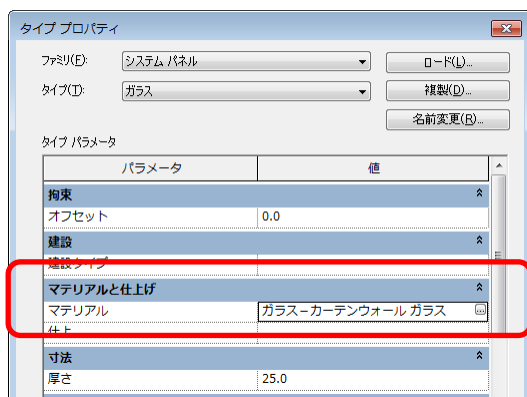 タイプ プロパティ
ファミリ(F): システム パネル ロード(L)...
タイプ(T): ガラス 複製(D)...
名前変更(R)...
タイプ パラメータ
パラメータ 値
拘束
オフセット 0.0
建設
建設タイプ
マテリアルと仕上げ
マテリアル ガラス－カーテンウォール ガラス
仕上
寸法
厚さ 25.0